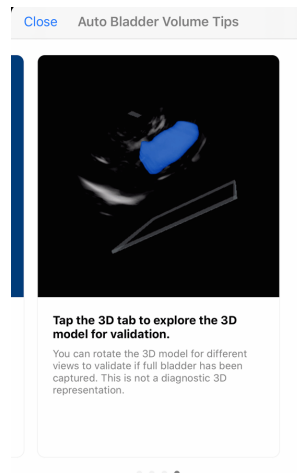 Close
Auto Bladder Volume Tips
Tap the 3D tab to explore the 3D
model for validation.
You can rotate the 3D model for different
views to validate if full bladder has been
captured. This is not a diagnostic 3D
representation.